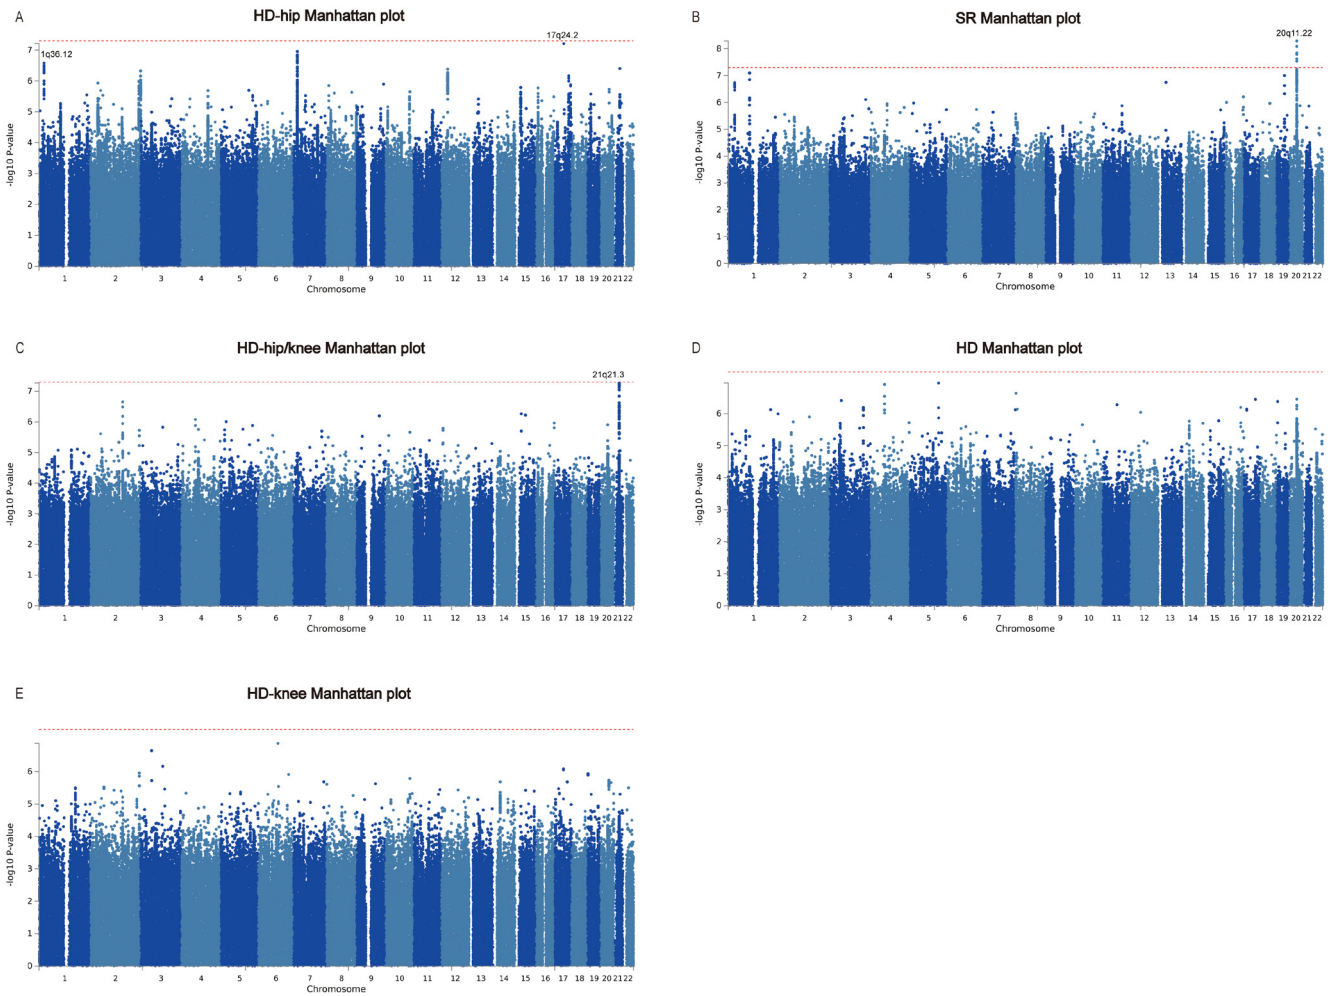 A
HD-hip Manhattan plot
17q24.2
1q36.12
7
6
5
4
3
2
1
0
-log10 P-value
1 2 3 4 5 6 7 8 9 10 11 12 13 14 15 16 17 18 19 20 21 22
Chromosome
B
SR Manhattan plot
20q11.22
8
7
6
5
4
3
2
1
0
-log10 P-value
1 2 3 4 5 6 7 8 9 10 11 12 13 14 15 16 17 18 19 20 21 22
Chromosome
C
HD-hip/knee Manhattan plot
21q21.3
7
6
5
4
3
2
1
0
-log10 P-value
1 2 3 4 5 6 7 8 9 10 11 12 13 14 15 16 17 18 19 20 21 22
Chromosome
D
HD Manhattan plot
6
5
4
3
2
1
0
-log10 P-value
1 2 3 4 5 6 7 8 9 10 11 12 13 14 15 16 17 18 19 20 21 22
Chromosome
E
HD-knee Manhattan plot
6
5
4
3
2
1
0
-log10 P-value
1 2 3 4 5 6 7 8 9 10 11 12 13 14 15 16 17 18 19 20 21 22
Chromosome